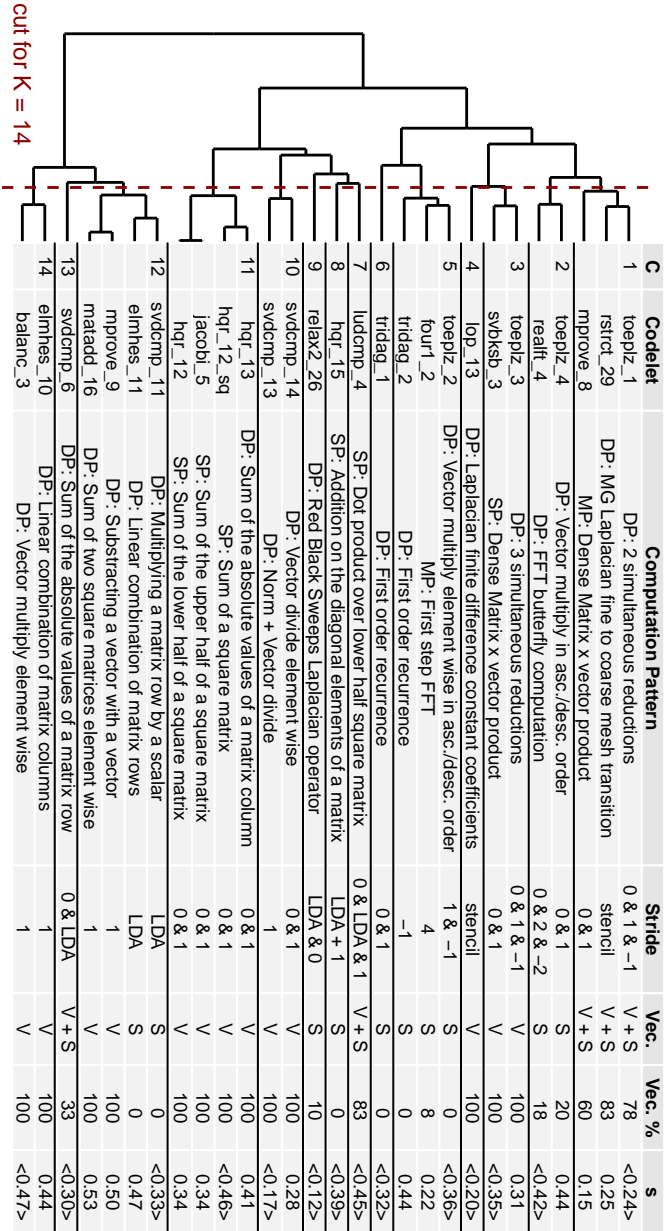 cut for K = 14
C Codelet Computation Pattern Stride Vec. Vec. % s
1 toeplz_1 DP: 2 simultaneous reductions 0 & 1 & −1 V + S 78 <0.24>
rstrct_29 DP: MG Laplacian fine to coarse mesh transition stencil V + S 83 0.25
mprove_8 MP: Dense Matrix x vector product 0 & 1 V + S 60 0.15
2 toeplz_4 DP: Vector multiply in asc./desc. order 0 & 1 S 20 0.44
realft_4 DP: FFT butterfly computation 0 & 2 & −2 S 18 <0.42>
3 toeplz_3 DP: 3 simultaneous reductions 0 & 1 & −1 V 100 0.31
svbksb_3 SP: Dense Matrix x vector product 0 & 1 V 100 <0.35>
4 lop_13 DP: Laplacian finite difference constant coefficients stencil V 100 <0.20>
5 toeplz_2 DP: Vector multiply element wise in asc./desc. order 1 & −1 S 0 <0.36>
four1_2 MP: First step FFT 4 S 8 0.22
tridag_2 DP: First order recurrence −1 S 0 0.44
6 tridag_1 DP: First order recurrence 0 & 1 S 0 <0.32>
7 ludcmp_4 SP: Dot product over lower half square matrix 0 & LDA & 1 V + S 83 <0.45>
8 hqr_15 SP: Addition on the diagonal elements of a matrix LDA + 1 S 0 <0.39>
9 relax2_26 DP: Red Black Sweeps Laplacian operator LDA & 0 S 10 <0.12>
10 svdcmp_14 DP: Vector divide element wise 0 & 1 V 100 0.28
svdcmp_13 DP: Norm + Vector divide 1 V 100 <0.17>
11 hqr_13 DP: Sum of the absolute values of a matrix column 0 & 1 V 100 0.41
hqr_12_sq SP: Sum of a square matrix 0 & 1 V 100 <0.46>
jacobi_5 SP: Sum of the upper half of a square matrix 0 & 1 V 100 0.34
hqr_12 SP: Sum of the lower half of a square matrix 0 & 1 V 100 0.34
12 svdcmp_11 DP: Multiplying a matrix row by a scalar LDA S 0 <0.33>
elmhes_11 DP: Linear combination of matrix rows LDA S 0 0.47
mprove_9 DP: Substracting a vector with a vector 1 V 100 0.50
matadd_16 DP: Sum of two square matrices element wise 1 V 100 0.53
13 svdcmp_6 DP: Sum of the absolute values of a matrix row 0 & LDA V + S 33 <0.30>
14 elmhes_10 DP: Linear combination of matrix columns 1 V 100 0.44
balanc_3 DP: Vector multiply element wise 1 V 100 <0.47>